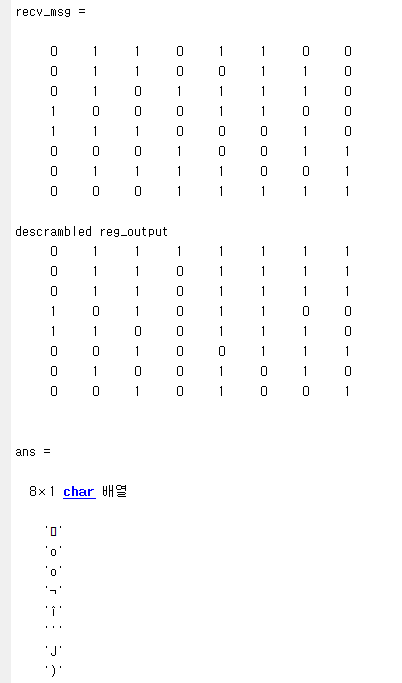 recv_msg =
0 1 1 0 1 1 0 0
0 1 1 0 0 1 1 0
0 1 0 1 1 1 1 0
1 0 0 0 1 1 0 0
1 1 1 0 0 0 1 0
0 0 0 1 0 0 1 1
0 1 1 1 1 0 0 1
0 0 0 1 1 1 1 1
descrambled reg_output
0 1 1 1 1 1 1 1
0 1 1 0 1 1 1 1
0 1 1 0 1 1 1 1
1 0 1 0 1 1 0 0
1 1 0 0 1 1 1 0
0 0 1 0 0 1 1 1
0 1 0 0 1 0 1 0
0 0 1 0 1 0 0 1
ans =
8×1 char 배열
'▯'
'o'
'o'
'¬'
'Î'
'''
'J'
')'